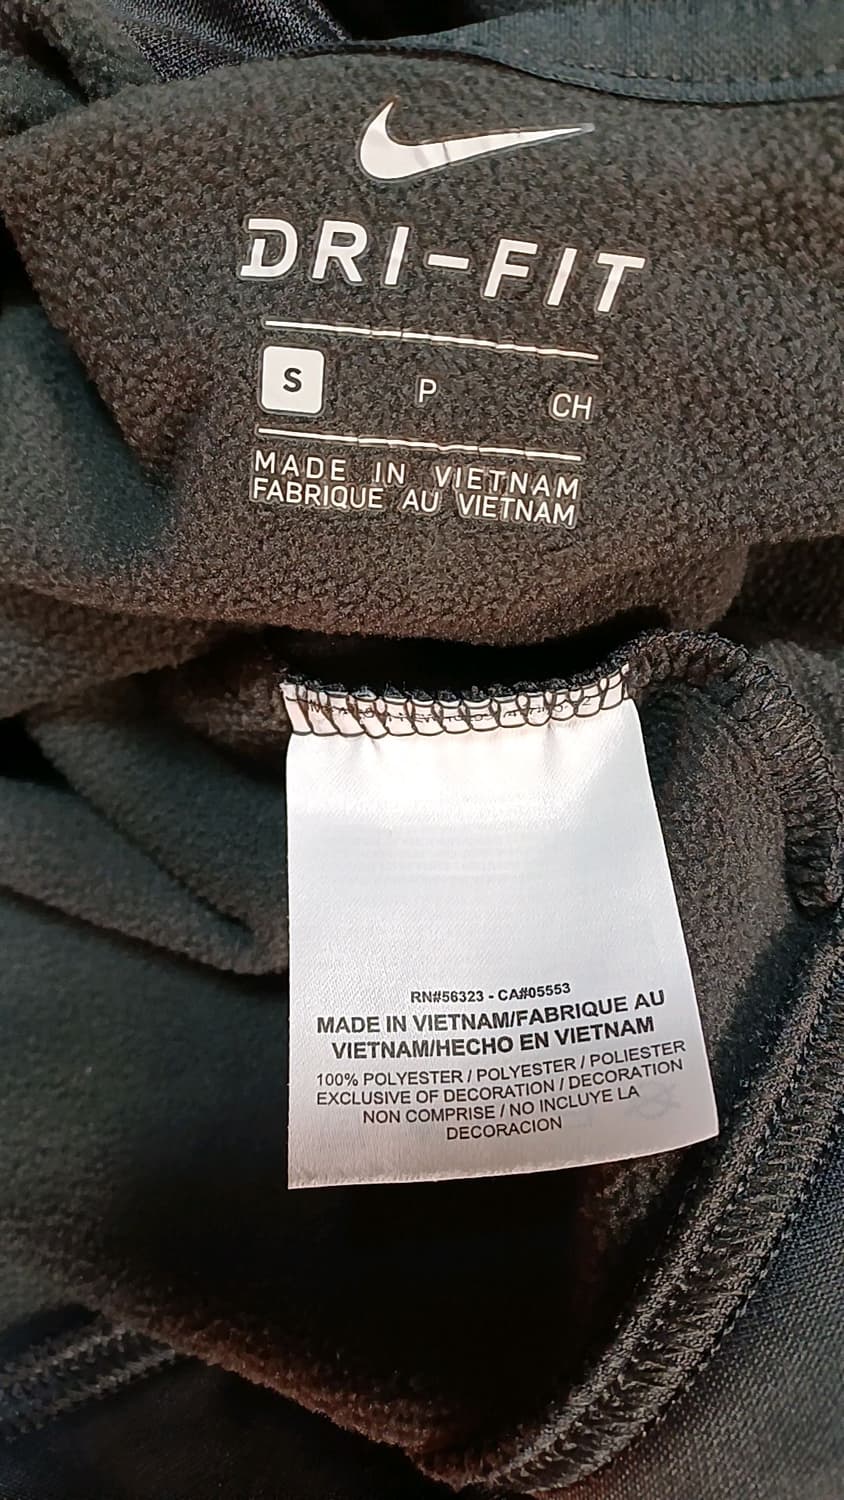 DRI-FIT
S P CH
MADE IN VIETNAM
FABRIQUE AU VIETNAM
RN#56323 - CA#05553
MADE IN VIETNAM/FABRIQUE AU
VIETNAM/HECHO EN VIETNAM
100% POLYESTER / POLYESTER / POLIESTER
EXCLUSIVE OF DECORATION / DECORATION
NON COMPRISE / NO INCLUYE LA
DECORACION